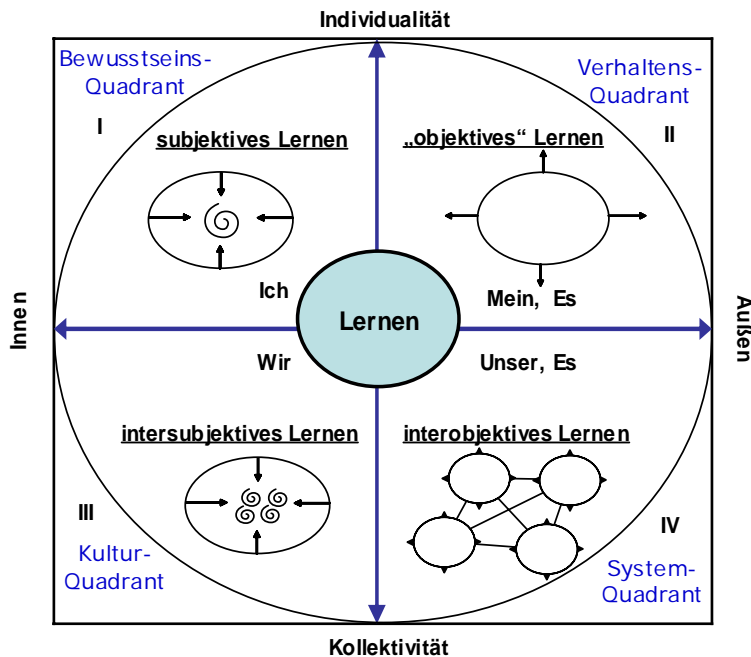 Individualität
Bewusstseins-
Quadrant
I
Verhaltens-
Quadrant
II
subjektives Lernen
„objektives“ Lernen
Ich
Mein, Es
Innen
Lernen
Außen
Wir
Unser, Es
intersubjektives Lernen
interobjektives Lernen
III
Kultur-
Quadrant
IV
System-
Quadrant
Kollektivität